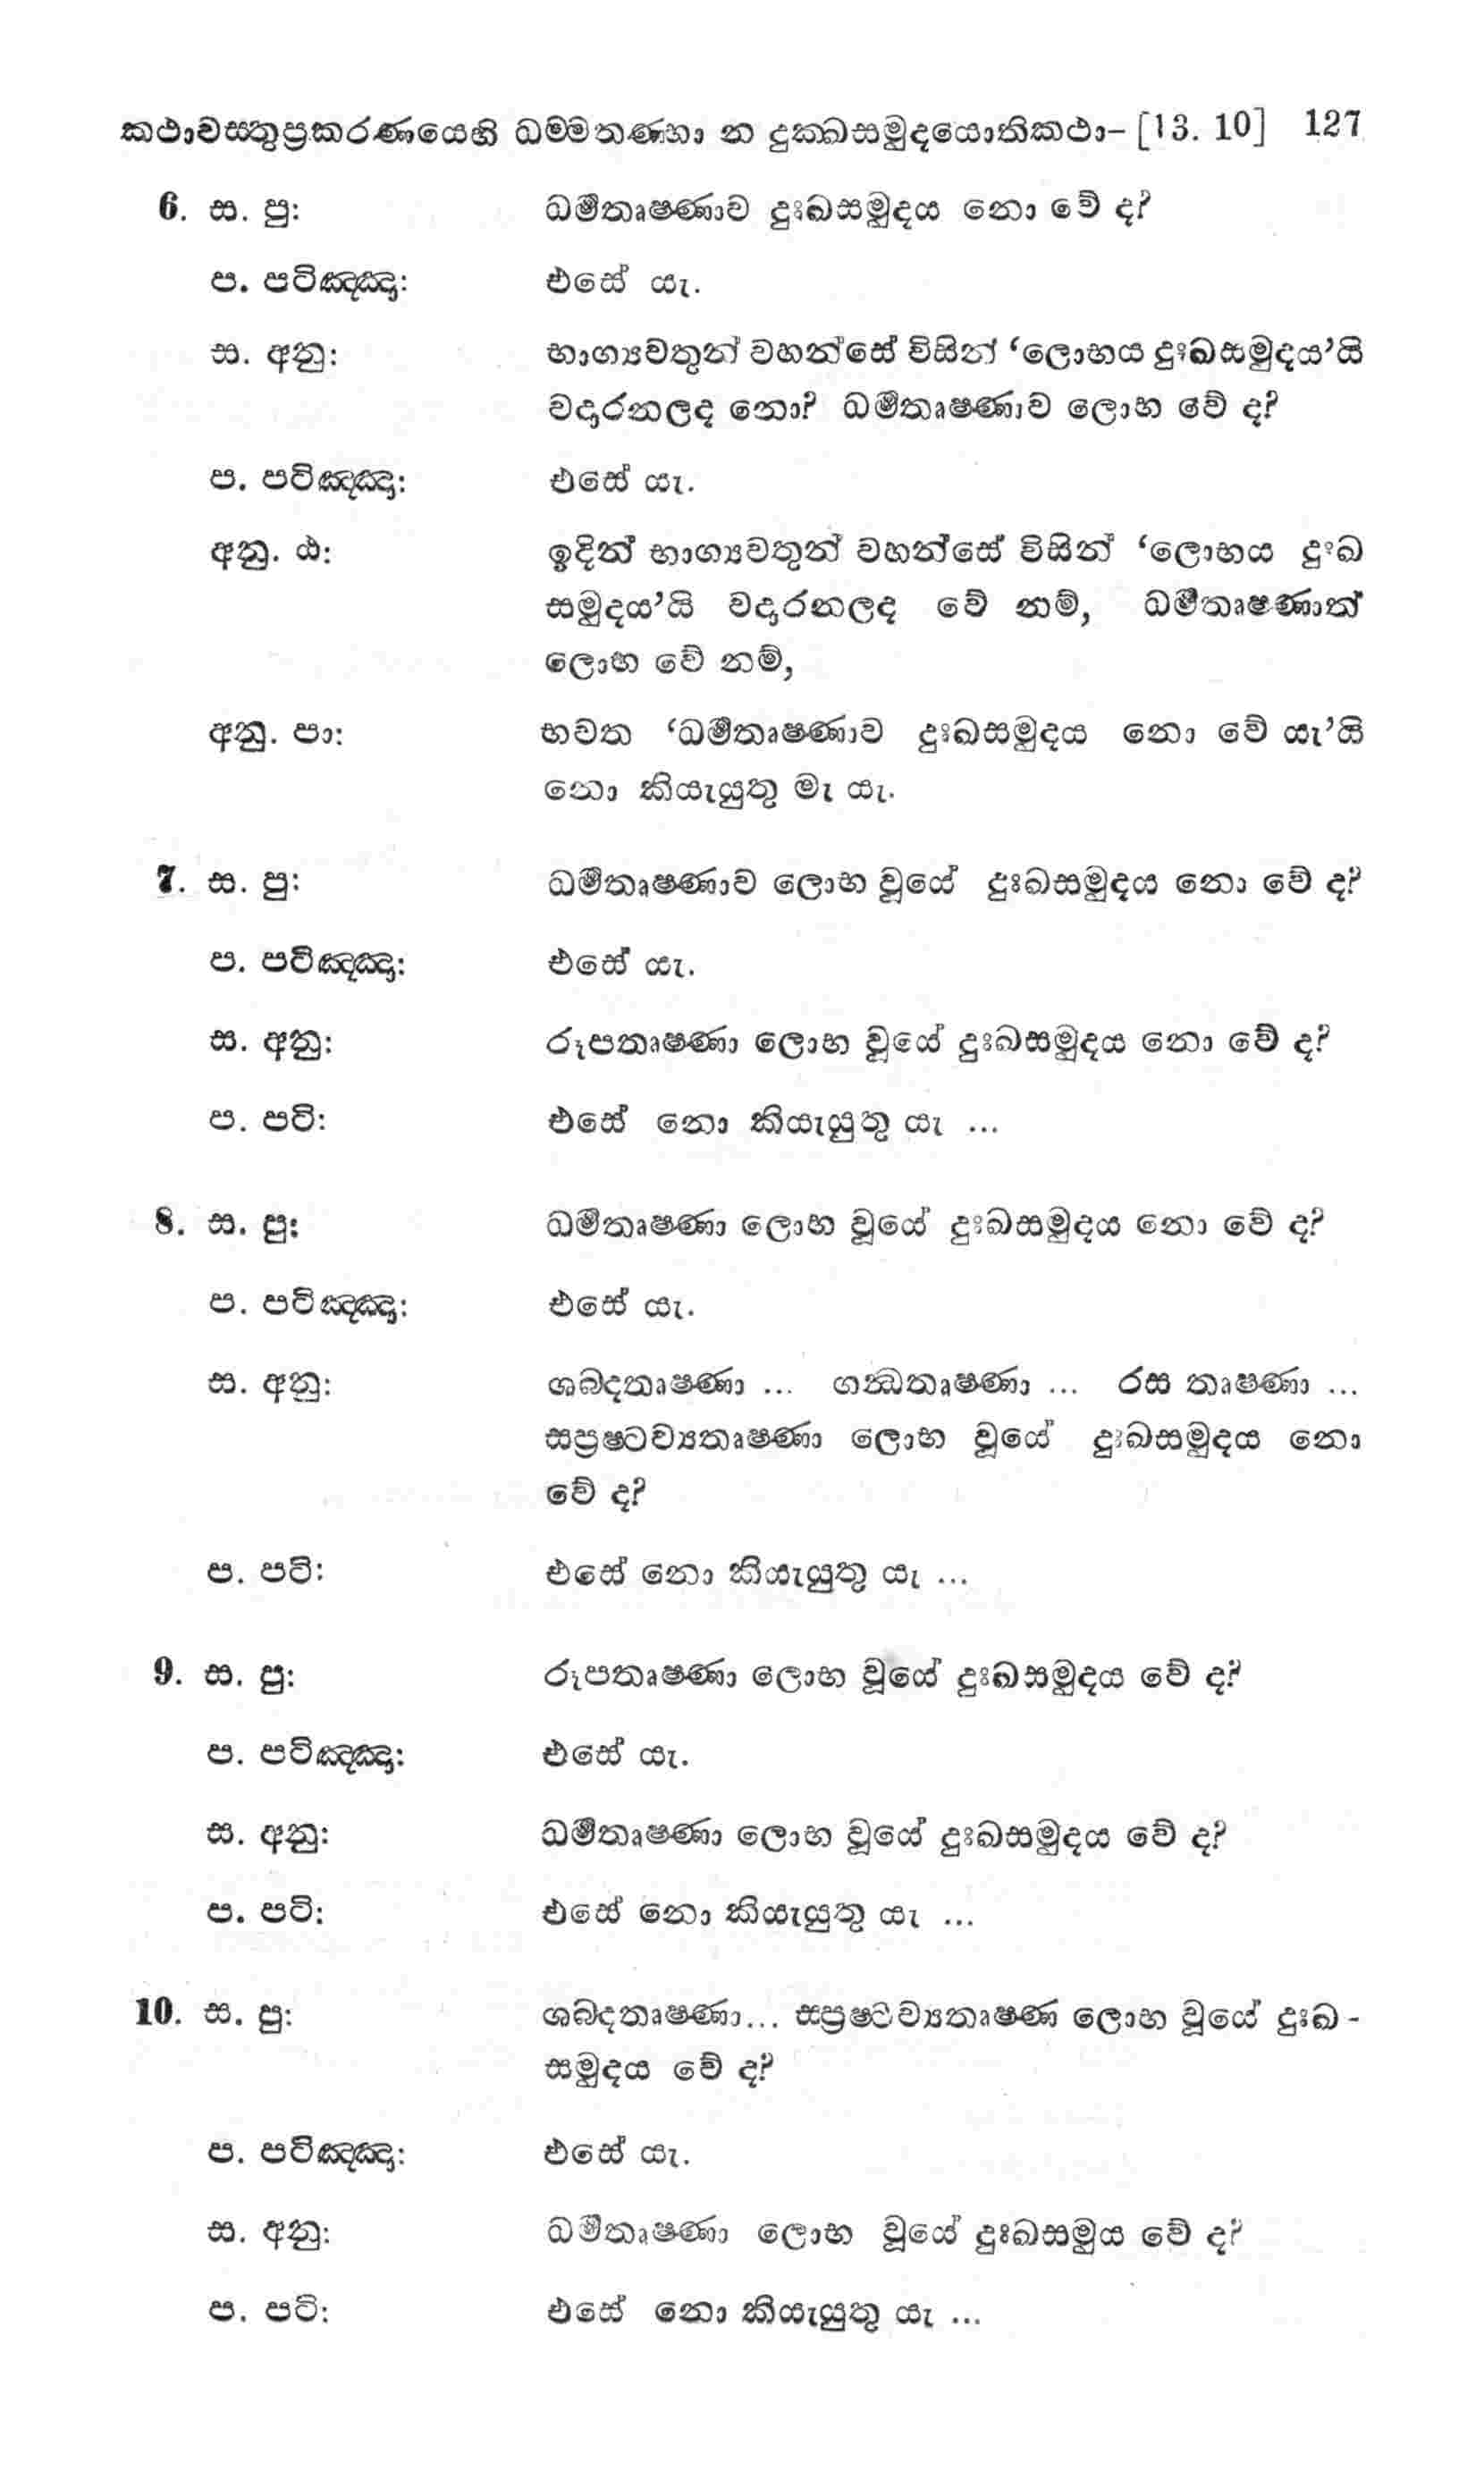 කථාවස්තුප්‍රකරණයෙහි ධම්මතණ්හා න දුක්ඛසමුදයොතිකථා– [13. 10] 127
6. ස. පු: ධර්‍මතෘෂ්ණාව දුඃඛසමුදය නො වේ ද?
ප. පටිඤ්ඤා: එසේ යැ.
ස. අනු: භාග්‍යවතුන් වහන්සේ විසින් ‘ලොභය දුඃඛසමුදය’යි
වදාරනලද නො? ධර්‍මතෘෂ්ණාව ලොභ වේ ද?
ප. පටිඤ්ඤා: එසේ යැ.
අනු. ඨ: ඉදින් භාග්‍යවතුන් වහන්සේ විසින් ‘ලොභය දුඃඛ
සමුදය’යි වදාරනලද වේ නම්, ධර්‍මතෘෂ්ණාත්
ලොභ වේ නම්,
අනු. පා: භවත ‘ධර්‍මතෘෂ්ණාව දුඃඛසමුදය නො වේ යැ’යි
නො කියැයුතු මැ යැ.
7. ස. පු: ධර්‍මතෘෂ්ණාව ලොභ වූයේ දුඃඛසමුදය නො වේ ද?
ප. පටිඤ්ඤා: එසේ යැ.
ස. අනු: රූපතෘෂ්ණා ලොභ වූයේ දුඃඛසමුදය නො වේ ද?
ප. පටි: එසේ නො කියැයුතු යැ ...
8. ස. පු: ධර්‍මතෘෂ්ණා ලොභ වූයේ දුඃඛසමුදය නො වේ ද?
ප. පටිඤ්ඤා: එසේ යැ.
ස. අනු: ශබ්දතෘෂ්ණා ... ගන්‍ධතෘෂ්ණා ... රස තෘෂ්ණා ...
ස්ප්‍රෂ්ටව්‍යතෘෂ්ණා ලොභ වූයේ දුඃඛසමුදය නො
වේ ද?
ප. පටි: එසේ නො කියැයුතු යැ ...
9. ස. පු: රූපතෘෂ්ණා ලොභ වූයේ දුඃඛසමුදය වේ ද?
ප. පටිඤ්ඤා: එසේ යැ.
ස. අනු: ධර්‍මතෘෂ්ණා ලොභ වූයේ දුඃඛසමුදය වේ ද?
ප. පටි: එසේ නො කියැයුතු යැ ...
10. ස. පු: ශබ්දතෘෂ්ණා... ස්ප්‍රෂ්ටව්‍යතෘෂ්ණ ලොභ වූයේ දුඃඛ-
සමුදය වේ ද?
ප. පටිඤ්ඤා: එසේ යැ.
ස. අනු: ධර්‍මතෘෂ්ණා ලොභ වූයේ දුඃඛසමුය වේ ද?
ප. පටි: එසේ නො කියැයුතු යැ ...